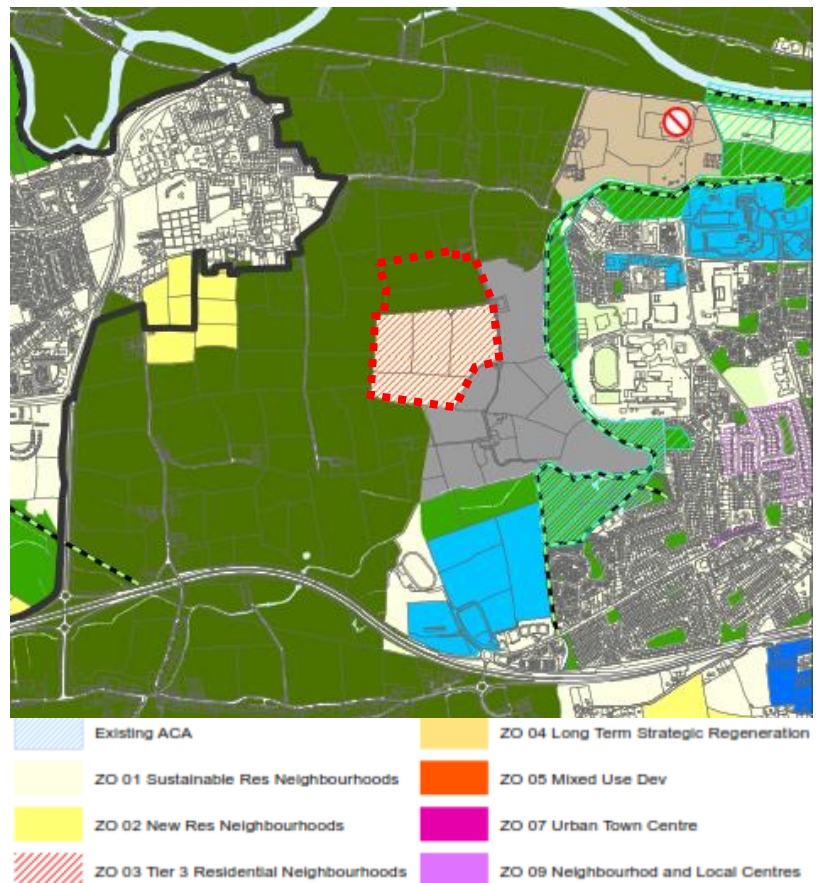 Existing ACA
ZO 01 Sustainable Res Neighbourhoods
ZO 02 New Res Neighbourhoods
ZO 03 Tier 3 Residential Neighbourhoods
ZO 04 Long Term Strategic Regeneration
ZO 05 Mixed Use Dev
ZO 07 Urban Town Centre
ZO 09 Neighbourhod and Local Centres